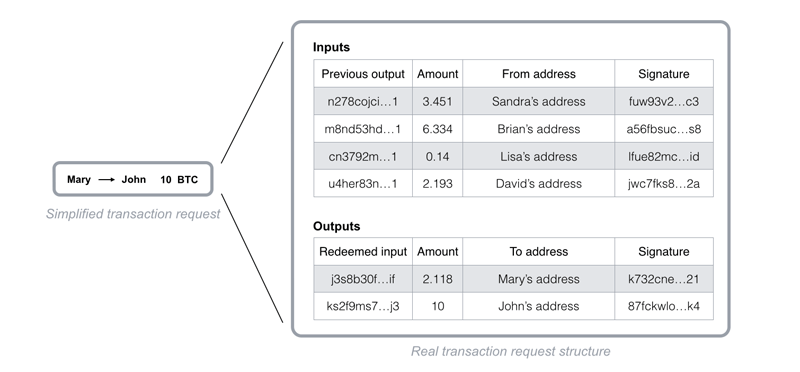 Inputs
Previous output Amount From address Signature
n278cojci...1 3.451 Sandra's address fuw93v2...c3
m8nd53hd...1 6.334 Brian's address a56fbsuc...s8
cn3792m...1 0.14 Lisa's address lfue82mc...id
u4her83n...1 2.193 David's address jwc7fks8...2a
Mary → John 10 BTC
Simplified transaction request
Outputs
Redeemed input Amount To address Signature
j3s8b30f...if 2.118 Mary's address k732cne...21
ks2f9ms7...j3 10 John's address 87fckwlo...k4
Real transaction request structure